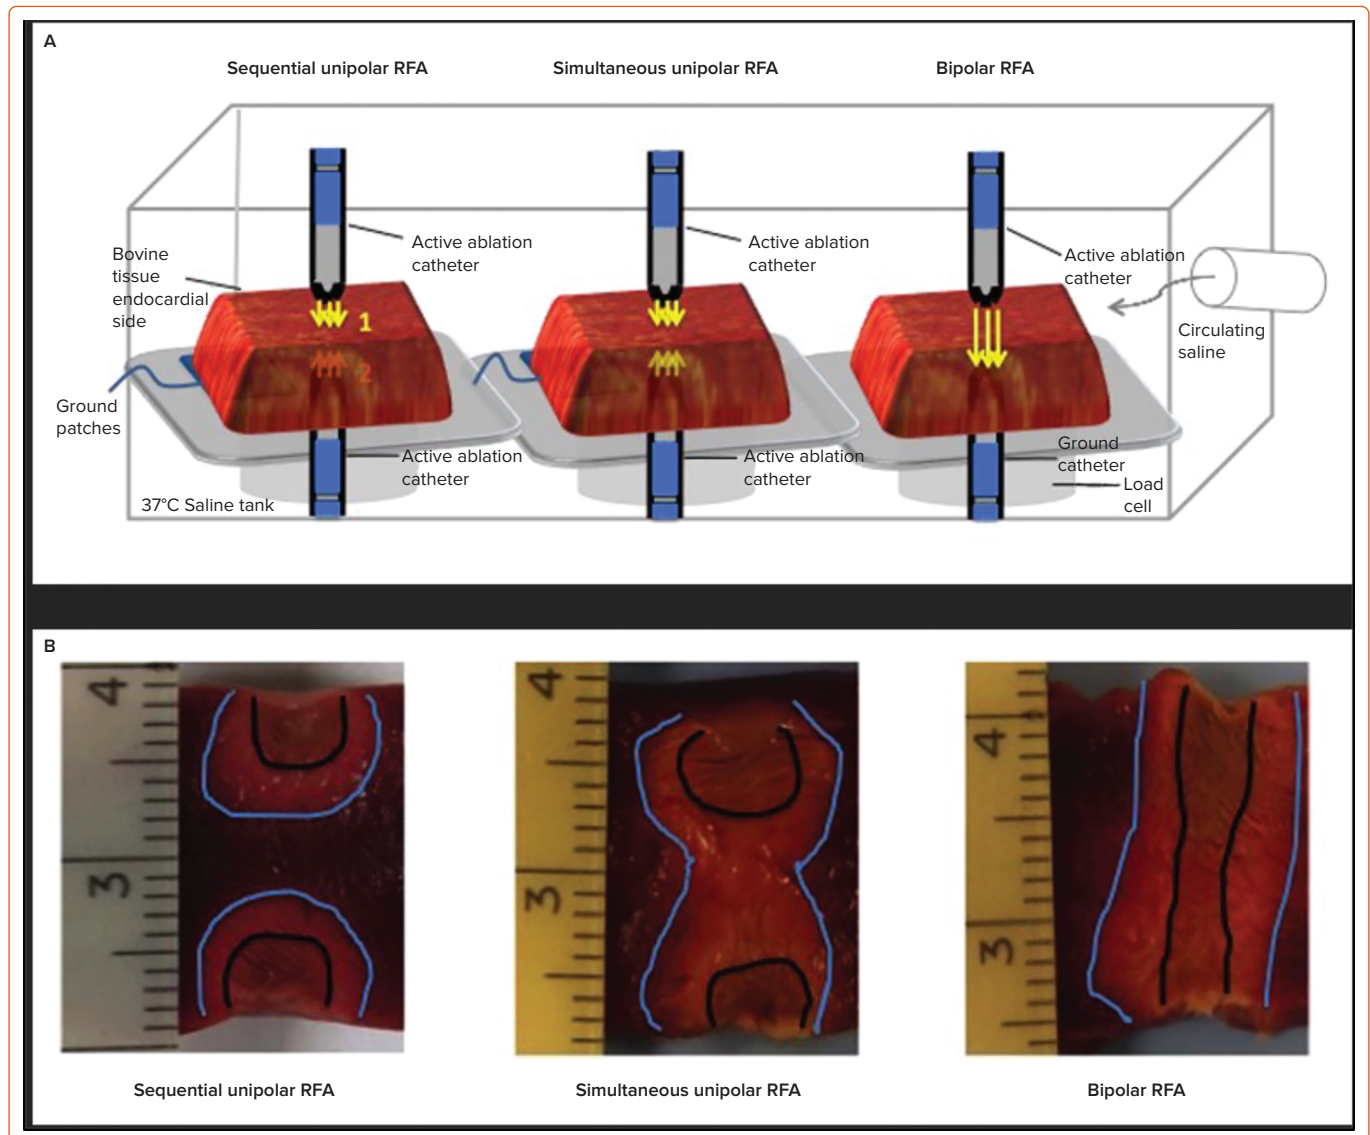 A
Sequential unipolar RFA
Simultaneous unipolar RFA
Bipolar RFA
Bovine
tissue
endocardial
side
Active ablation
catheter
Active ablation
catheter
Active ablation
catheter
1
2
Circulating
saline
Ground
patches
Active ablation
catheter
Active ablation
catheter
Ground
catheter
Load
cell
37°C Saline tank
B
4
3
4
3
4
3
Sequential unipolar RFA
Simultaneous unipolar RFA
Bipolar RFA